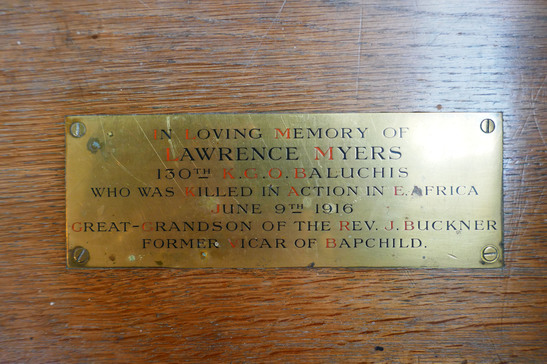 IN LOVING MEMORY OF
LAWRENCE MYERS
130TH K.G.O. BALUCHIS
WHO WAS KILLED IN ACTION IN E. AFRICA
JUNE 9TH 1916
GREAT-GRANDSON OF THE REV. J. BUCKNER
FORMER VICAR OF BAPCHILD.